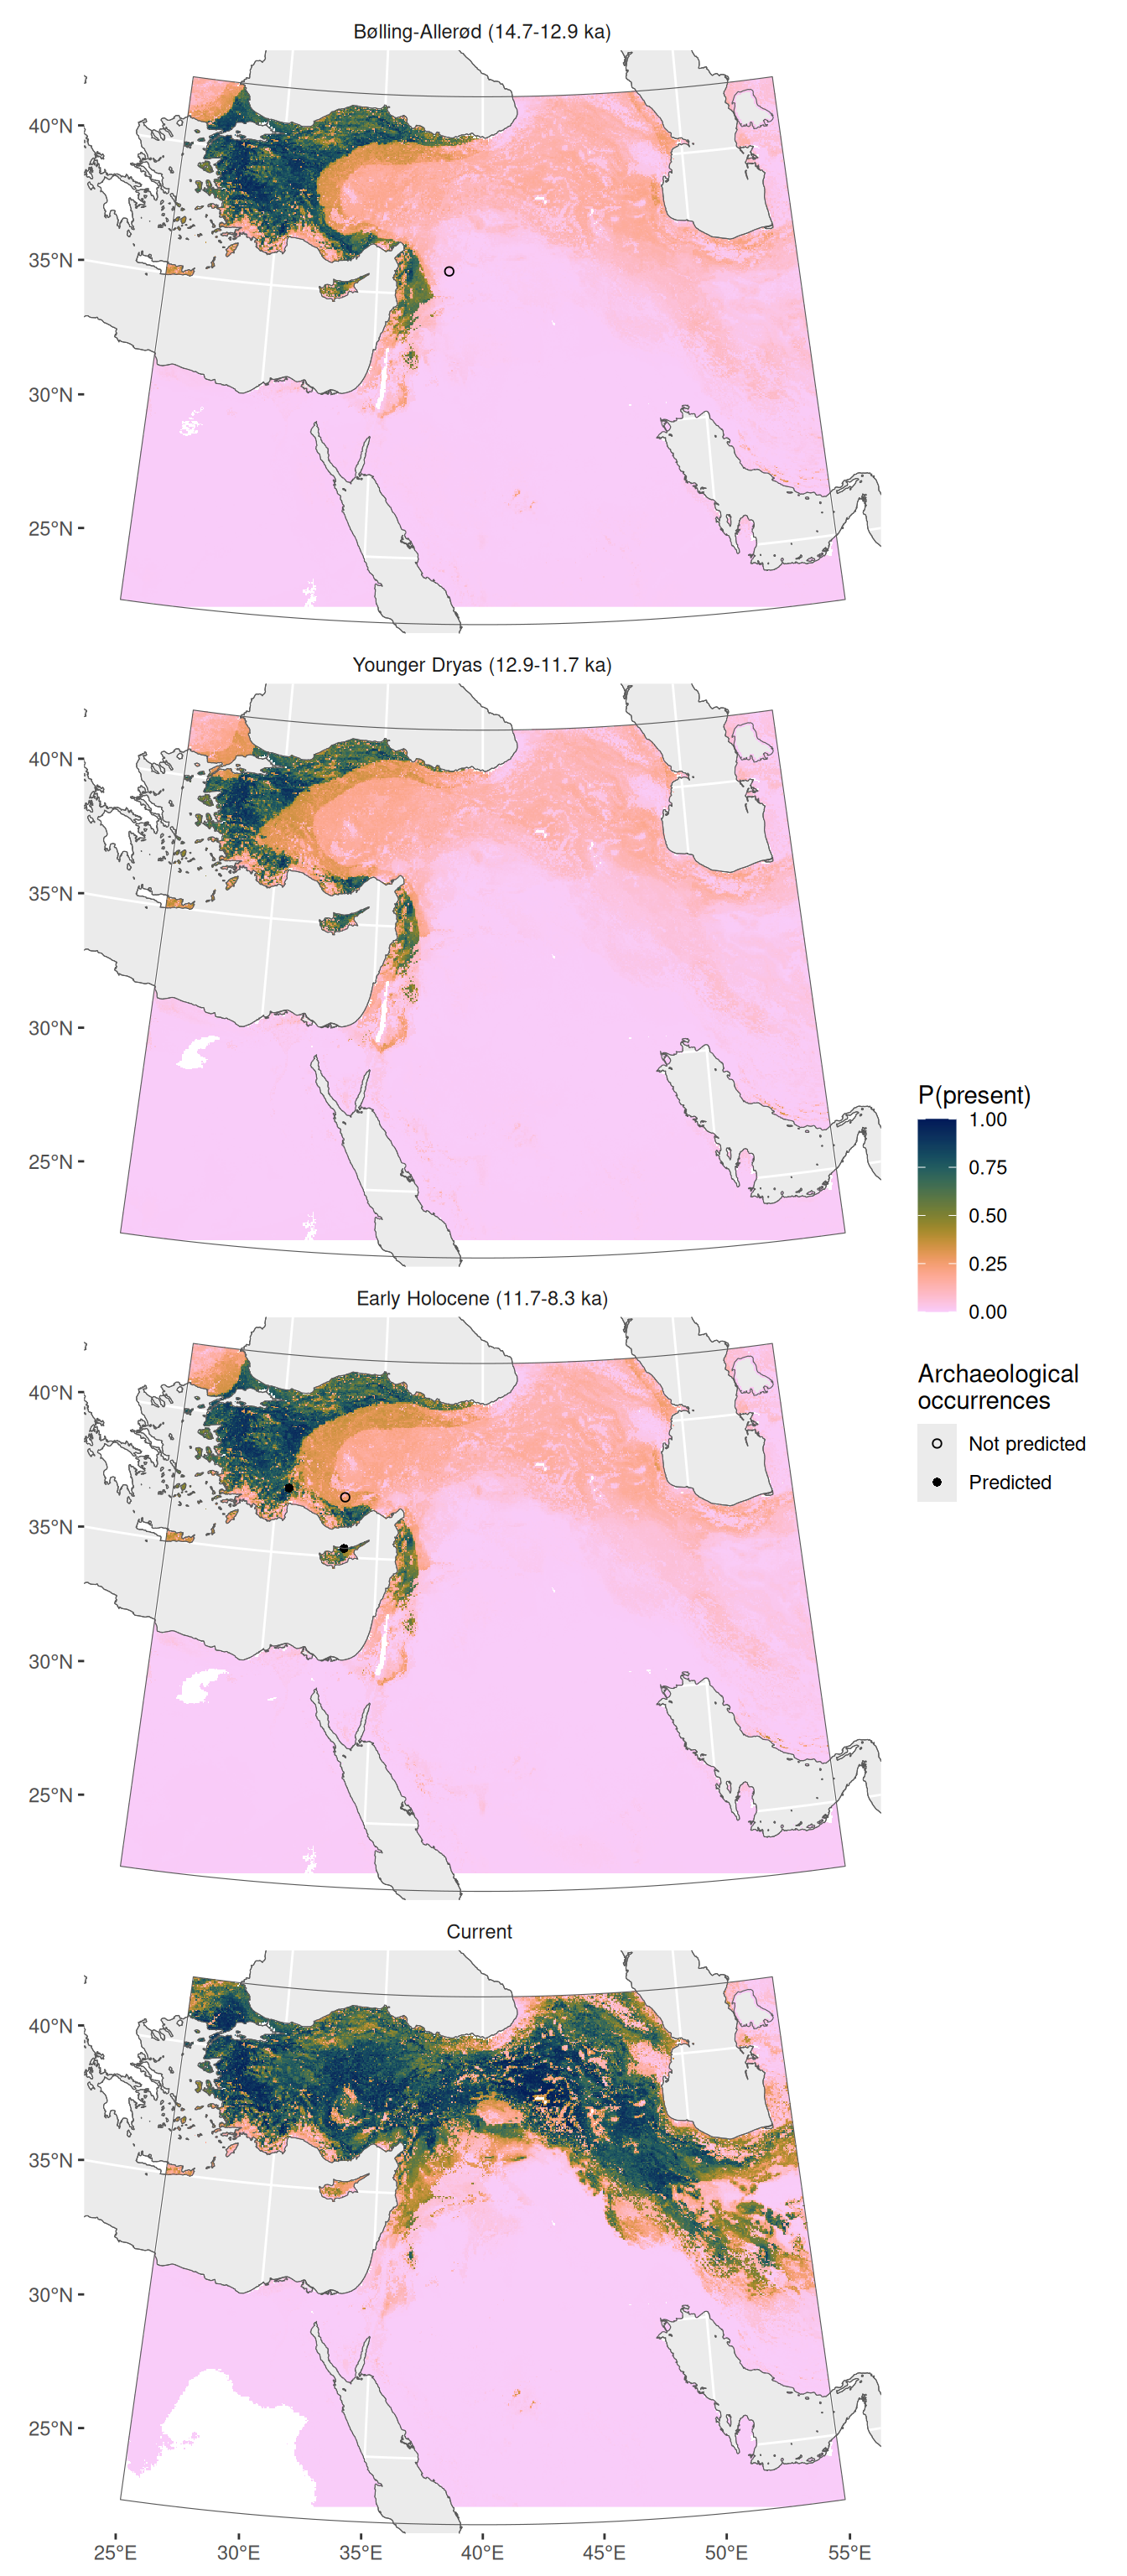 Bølling-Allerød (14.7-12.9 ka)
40°N
35°N
30°N
25°N
Younger Dryas (12.9-11.7 ka)
40°N
35°N
30°N
25°N
P(present)
1.00
0.75
0.50
0.25
0.00
Early Holocene (11.7-8.3 ka)
40°N
35°N
30°N
25°N
Archaeological
occurrences
Not predicted
Predicted
Current
40°N
35°N
30°N
25°N
25°E 30°E 35°E 40°E 45°E 50°E 55°E